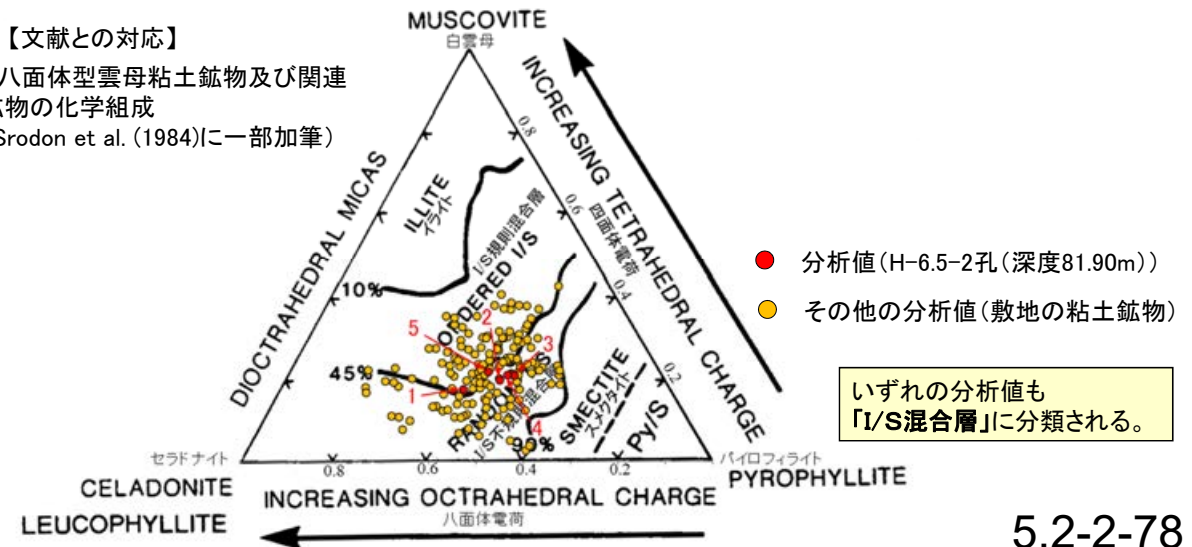 【文献との対応】
八面体型雲母粘土鉱物及び関連
鉱物の化学組成
Srodon et al. (1984)に一部加筆）
MUSCOVITE
白雲母
DIOCTRAHEDRAL MICAS
INCREASING TETRAHEDRAL CHARGE
四面体電荷
0.8
0.6
0.4
0.2
ILLITE
イライト
10%
I/S規則混合層
ORDERED I/S
5
2
3
45%
1
4
I/S不規則混合層
90%
SMECTITE
スメクタイト
Py/S
セラドナイト
CELADONITE
LEUCOPHYLLITE
0.8
0.6
0.4
0.2
INCREASING OCTRAHEDRAL CHARGE
八面体電荷
パイロフィライト
PYROPHYLLITE
分析値（H-6.5-2孔（深度81.90m））
その他の分析値（敷地の粘土鉱物）
いずれの分析値も
「I/S混合層」に分類される。
5.2-2-78